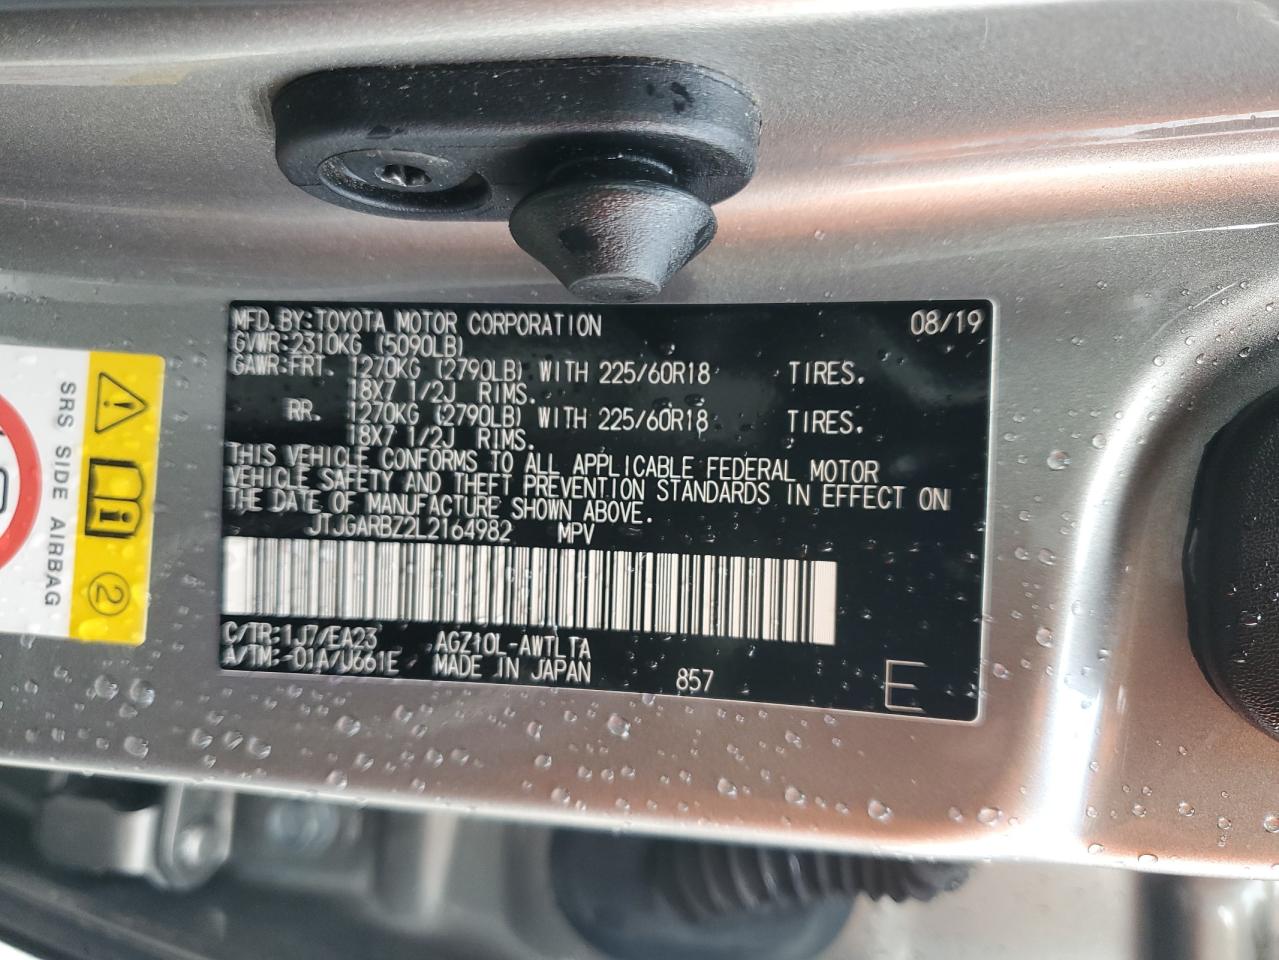 MFD.BY:TOYOTA MOTOR CORPORATION 08/19
GVWR:2310KG (5090LB)
GAWR:FRT. 1270KG (2790LB) WITH 225/60R18 TIRES.
18X7 1/2J RIMS.
RR. 1270KG (2790LB) WITH 225/60R18 TIRES.
18X7 1/2J RIMS.
THIS VEHICLE CONFORMS TO ALL APPLICABLE FEDERAL MOTOR
VEHICLE SAFETY AND THEFT PREVENTION STANDARDS IN EFFECT ON
THE DATE OF MANUFACTURE SHOWN ABOVE.
JTJGARBZ2L2164982 MPV
C/TR:1J7/EA23 AGZ10L-AWTLTA
A/TM:-01A/U661E MADE IN JAPAN 857 E
SRS SIDE AIRBAG
2